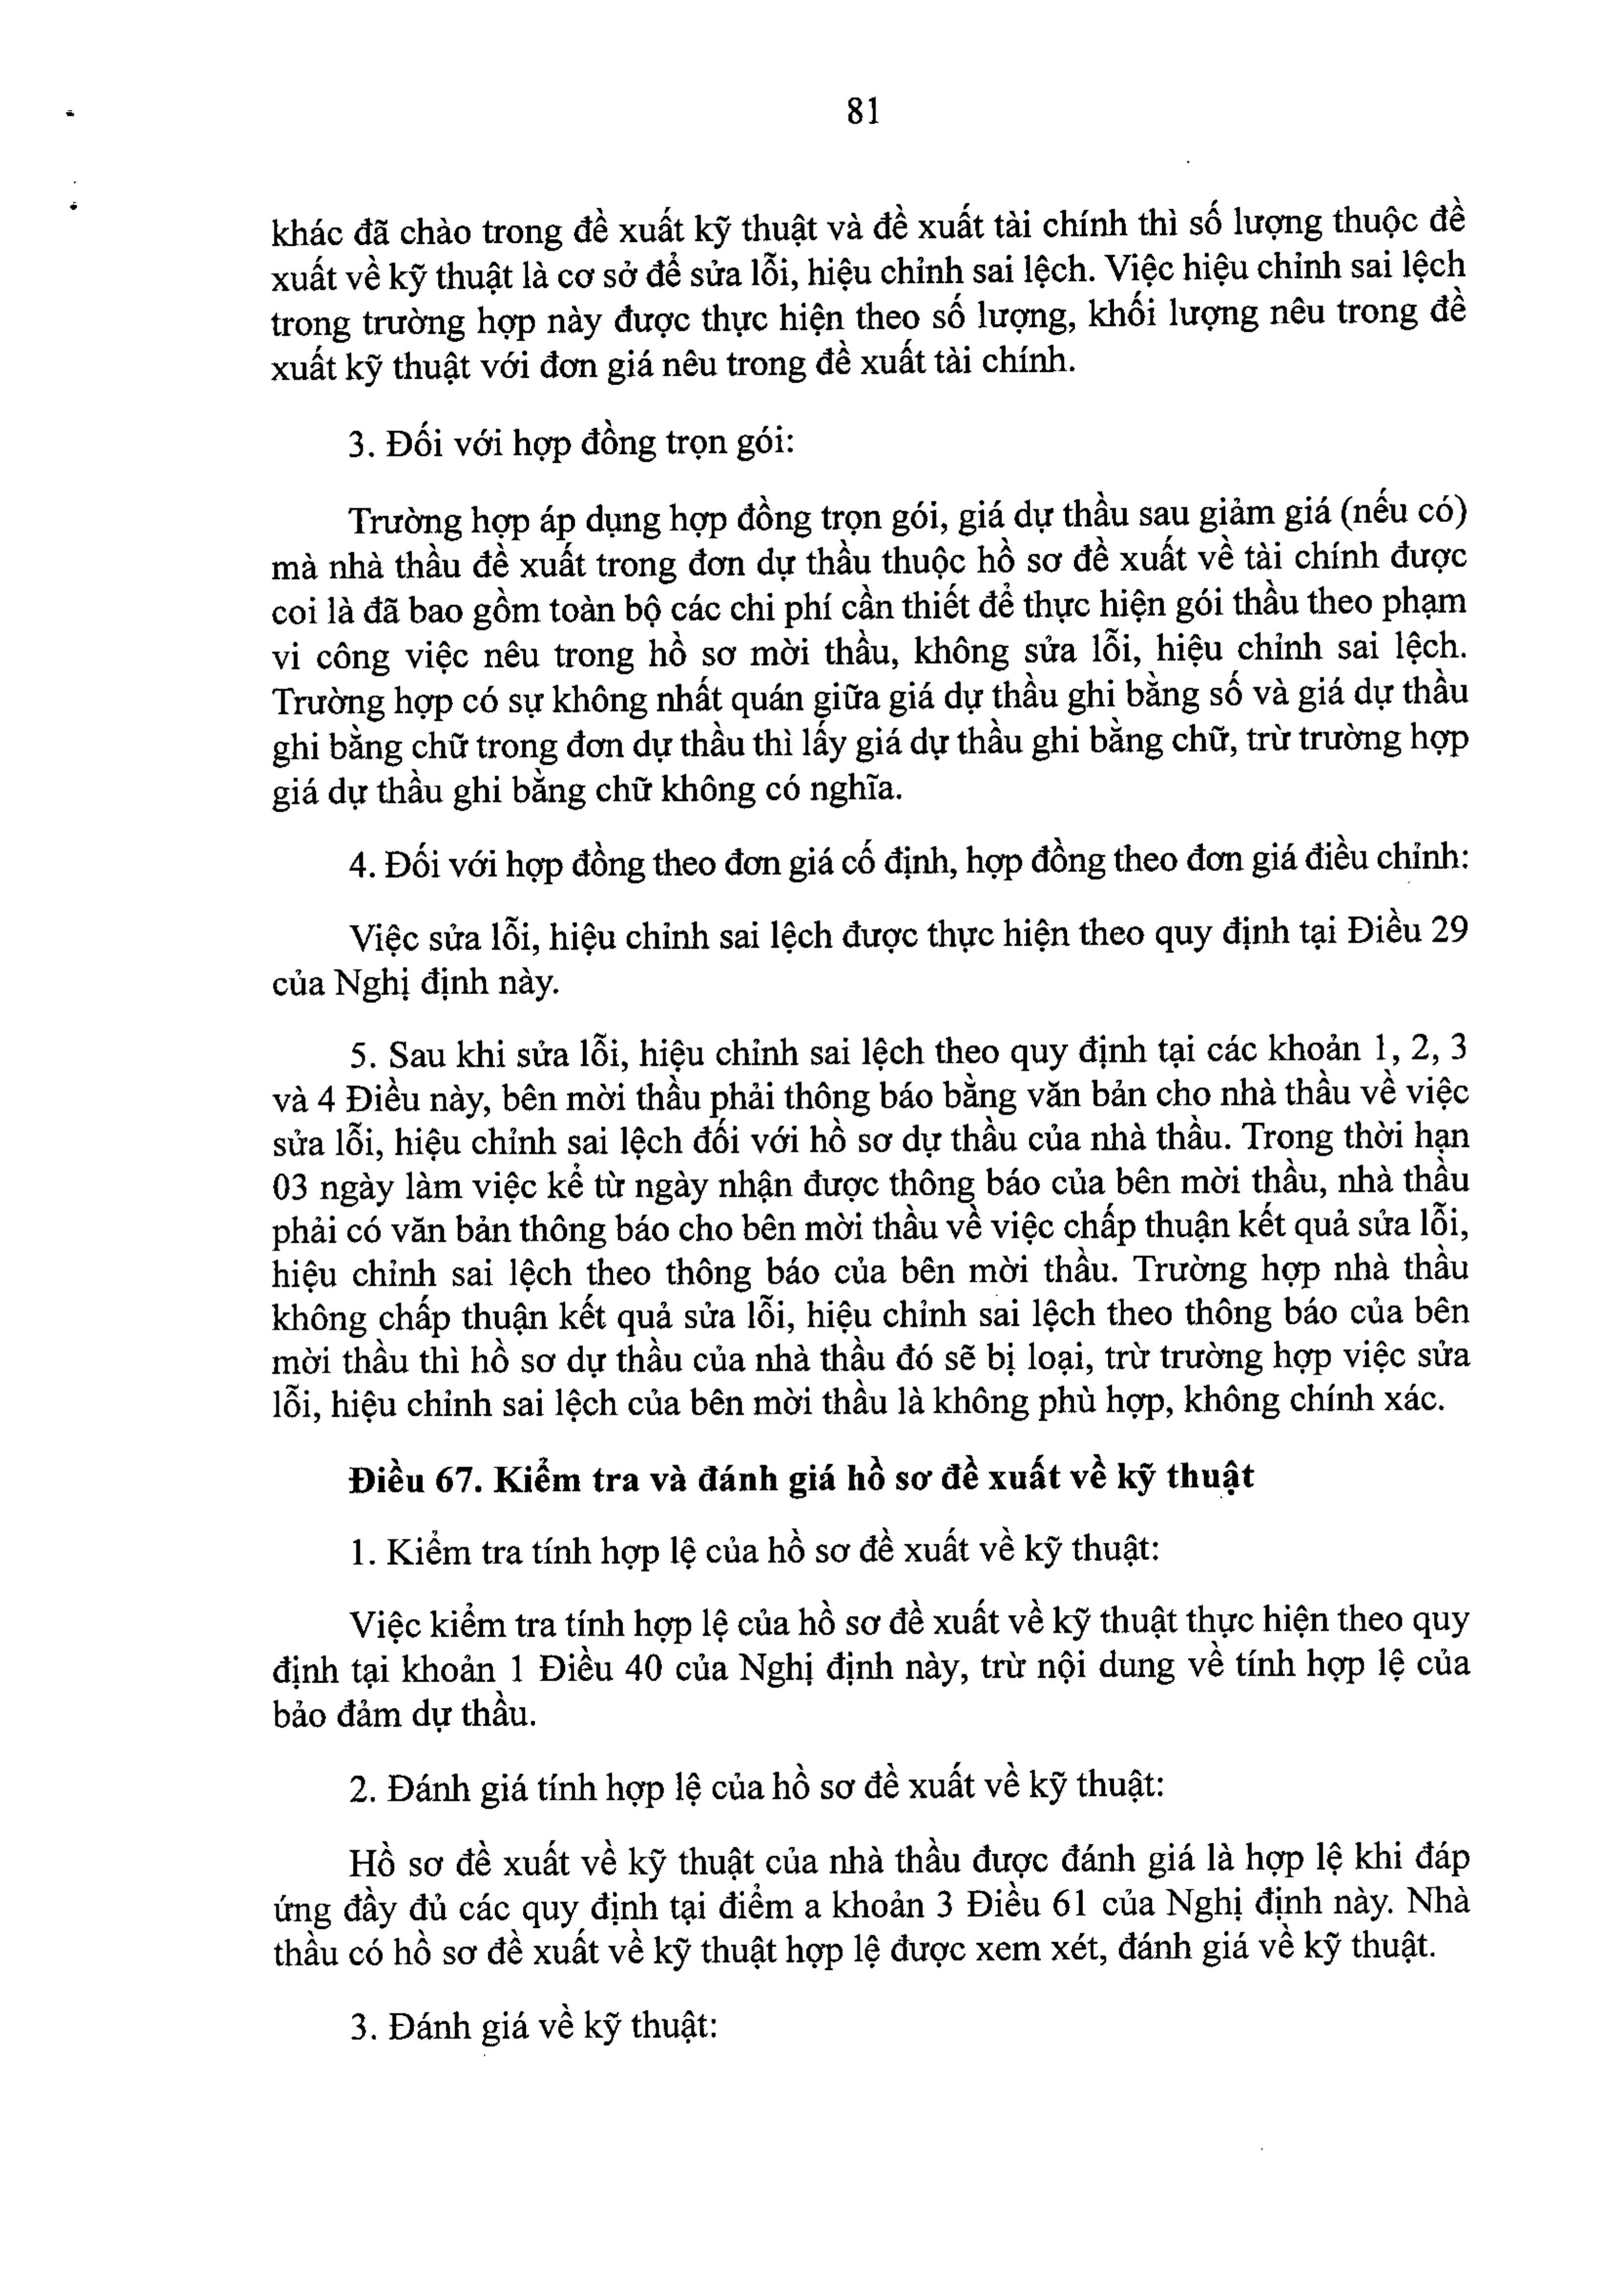 81
khác đã chào trong đề xuất kỹ thuật và đề xuất tài chính thì số lượng thuộc đề
xuất về kỹ thuật là cơ sở để sửa lỗi, hiệu chỉnh sai lệch. Việc hiệu chỉnh sai lệch
trong trường hợp này được thực hiện theo số lượng, khối lượng nêu trong đề
xuất kỹ thuật với đơn giá nêu trong đề xuất tài chính.
3. Đối với hợp đồng trọn gói:
Trường hợp áp dụng hợp đồng trọn gói, giá dự thầu sau giảm giá (nếu có)
mà nhà thầu đề xuất trong đơn dự thầu thuộc hồ sơ đề xuất về tài chính được
coi là đã bao gồm toàn bộ các chi phí cần thiết để thực hiện gói thầu theo phạm
vi công việc nêu trong hồ sơ mời thầu, không sửa lỗi, hiệu chỉnh sai lệch.
Trường hợp có sự không nhất quán giữa giá dự thầu ghi bằng số và giá dự thầu
ghi bằng chữ trong đơn dự thầu thì lấy giá dự thầu ghi bằng chữ, trừ trường hợp
giá dự thầu ghi bằng chữ không có nghĩa.
4. Đối với hợp đồng theo đơn giá cố định, hợp đồng theo đơn giá điều chỉnh:
Việc sửa lỗi, hiệu chỉnh sai lệch được thực hiện theo quy định tại Điều 29
của Nghị định này.
5. Sau khi sửa lỗi, hiệu chỉnh sai lệch theo quy định tại các khoản 1, 2, 3
và 4 Điều này, bên mời thầu phải thông báo bằng văn bản cho nhà thầu về việc
sửa lỗi, hiệu chỉnh sai lệch đối với hồ sơ dự thầu của nhà thầu. Trong thời hạn
03 ngày làm việc kể từ ngày nhận được thông báo của bên mời thầu, nhà thầu
phải có văn bản thông báo cho bên mời thầu về việc chấp thuận kết quả sửa lỗi,
hiệu chỉnh sai lệch theo thông báo của bên mời thầu. Trường hợp nhà thầu
không chấp thuận kết quả sửa lỗi, hiệu chỉnh sai lệch theo thông báo của bên
mời thầu thì hồ sơ dự thầu của nhà thầu đó sẽ bị loại, trừ trường hợp việc sửa
lỗi, hiệu chỉnh sai lệch của bên mời thầu là không phù hợp, không chính xác.
Điều 67. Kiểm tra và đánh giá hồ sơ đề xuất về kỹ thuật
1. Kiểm tra tính hợp lệ của hồ sơ đề xuất về kỹ thuật:
Việc kiểm tra tính hợp lệ của hồ sơ đề xuất về kỹ thuật thực hiện theo quy
định tại khoản 1 Điều 40 của Nghị định này, trừ nội dung về tính hợp lệ của
bảo đảm dự thầu.
2. Đánh giá tính hợp lệ của hồ sơ đề xuất về kỹ thuật:
Hồ sơ đề xuất về kỹ thuật của nhà thầu được đánh giá là hợp lệ khi đáp
ứng đầy đủ các quy định tại điểm a khoản 3 Điều 61 của Nghị định này. Nhà
thầu có hồ sơ đề xuất về kỹ thuật hợp lệ được xem xét, đánh giá về kỹ thuật.
3. Đánh giá về kỹ thuật: